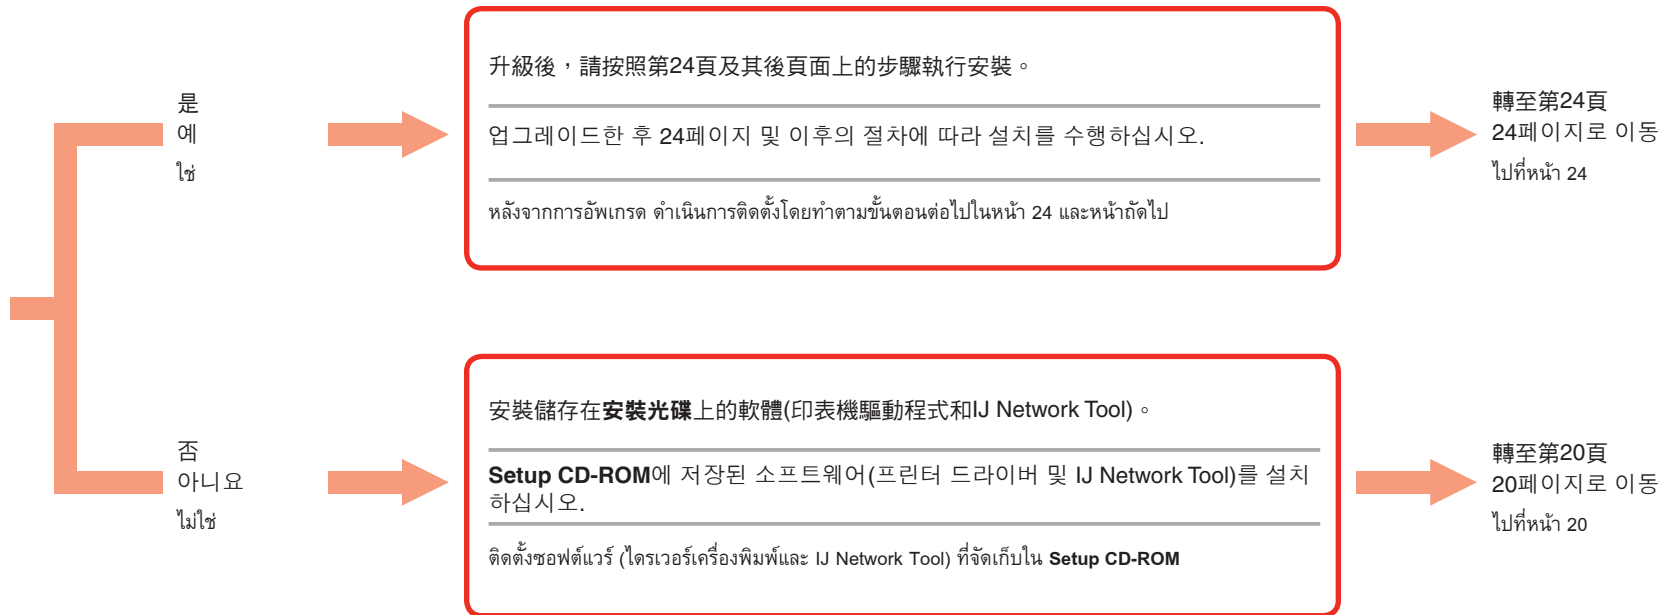 是
예
ใช่
升級後，請按照第24頁及其後頁面上的步驟執行安裝。
업그레이드한 후 24페이지 및 이후의 절차에 따라 설치를 수행하십시오.
หลังจากการอัพเกรด ดำเนินการติดตั้งโดยทำตามขั้นตอนต่อไปในหน้า 24 และหน้าถัดไป
轉至第24頁
24페이지로 이동
ไปที่หน้า 24
否
아니요
ไม่ใช่
安裝儲存在安裝光碟上的軟體(印表機驅動程式和IJ Network Tool)。
Setup CD-ROM에 저장된 소프트웨어(프린터 드라이버 및 IJ Network Tool)를 설치
하십시오.
ติดตั้งซอฟต์แวร์ (ไดรเวอร์เครื่องพิมพ์และ IJ Network Tool) ที่จัดเก็บใน Setup CD-ROM
轉至第20頁
20페이지로 이동
ไปที่หน้า 20